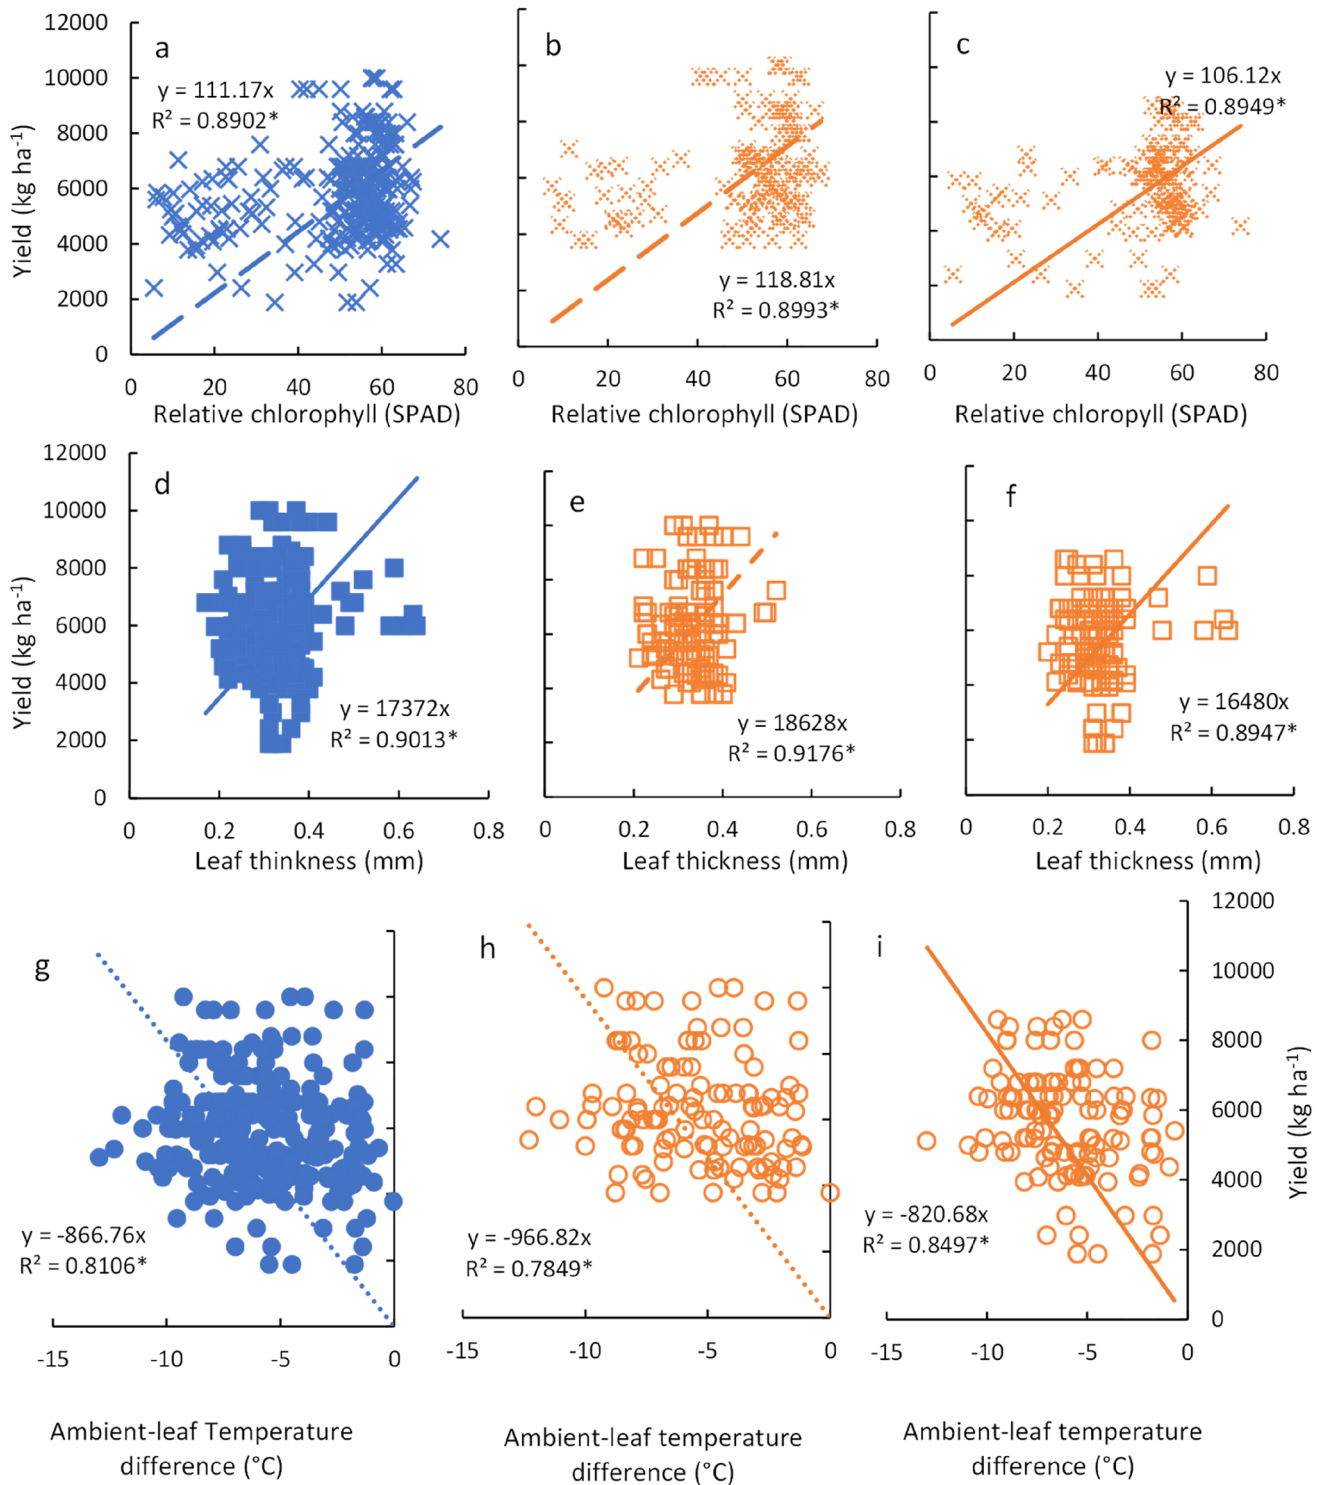 a
b
c
12000
10000
8000
6000
4000
2000
0
Yield (kg ha⁻¹)
y = 111.17x
R² = 0.8902*
y = 118.81x
R² = 0.8993*
y = 106.12x
R² = 0.8949*
0 20 40 60 80
0 20 40 60 80
0 20 40 60 80
Relative chlorophyll (SPAD)
Relative chlorophyll (SPAD)
Relative chlorophyll (SPAD)
d
e
f
12000
10000
8000
6000
4000
2000
0
Yield (kg ha⁻¹)
y = 17372x
R² = 0.9013*
y = 18628x
R² = 0.9176*
y = 16480x
R² = 0.8947*
0 0.2 0.4 0.6 0.8
0 0.2 0.4 0.6 0.8
0 0.2 0.4 0.6 0.8
Leaf thinkness (mm)
Leaf thickness (mm)
Leaf thickness (mm)
g
h
i
12000
10000
8000
6000
4000
2000
0
Yield (kg ha⁻¹)
y = -866.76x
R² = 0.8106*
y = -966.82x
R² = 0.7849*
y = -820.68x
R² = 0.8497*
-15 -10 -5 0
-15 -10 -5 0
-15 -10 -5 0
Ambient-leaf Temperature
difference (°C)
Ambient-leaf temperature
difference (°C)
Ambient-leaf temperature
difference (°C)